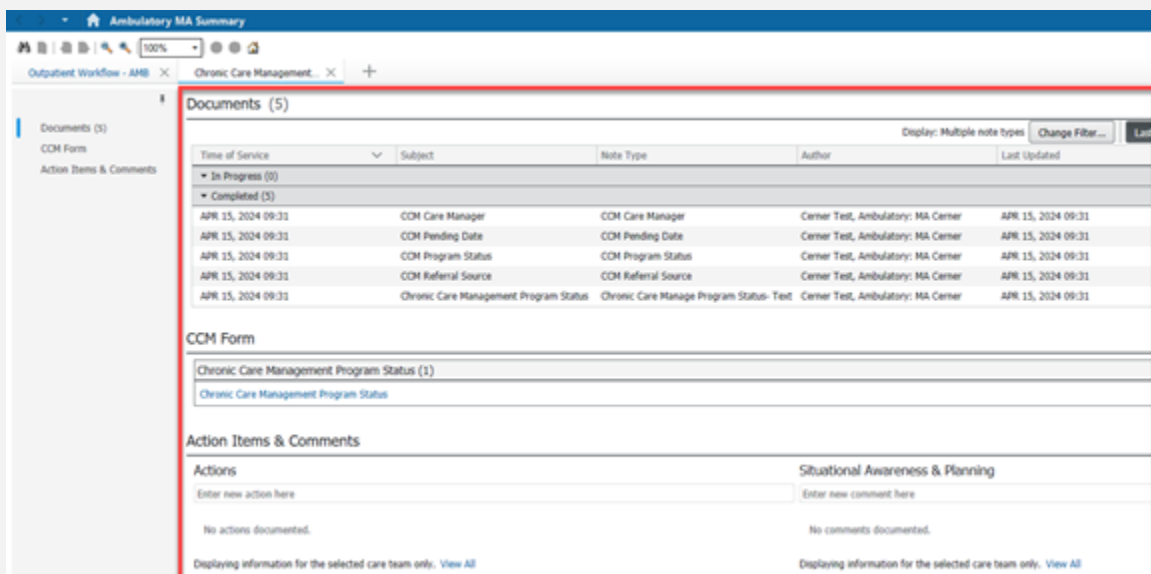 Ambulatory MA Summary
100%
Outpatient Workflow - AMB
Chronic Care Management...
Documents (5)
CCM Form
Action Items & Comments
Documents (5)
Display: Multiple note types Change Filter... Last
Time of Service Subject Note Type Author Last Updated
In Progress (0)
Completed (5)
APR 15, 2024 09:31 CCM Care Manager CCM Care Manager Cerner Test, Ambulatory: MA Cerner APR 15, 2024 09:31
APR 15, 2024 09:31 CCM Pending Date CCM Pending Date Cerner Test, Ambulatory: MA Cerner APR 15, 2024 09:31
APR 15, 2024 09:31 CCM Program Status CCM Program Status Cerner Test, Ambulatory: MA Cerner APR 15, 2024 09:31
APR 15, 2024 09:31 CCM Referral Source CCM Referral Source Cerner Test, Ambulatory: MA Cerner APR 15, 2024 09:31
APR 15, 2024 09:31 Chronic Care Management Program Status Chronic Care Manage Program Status- Text Cerner Test, Ambulatory: MA Cerner APR 15, 2024 09:31
CCM Form
Chronic Care Management Program Status (1)
Chronic Care Management Program Status
Action Items & Comments
Actions Situational Awareness & Planning
Enter new action here Enter new comment here
No actions documented. No comments documented.
Displaying information for the selected care team only. View All Displaying information for the selected care team only. View All